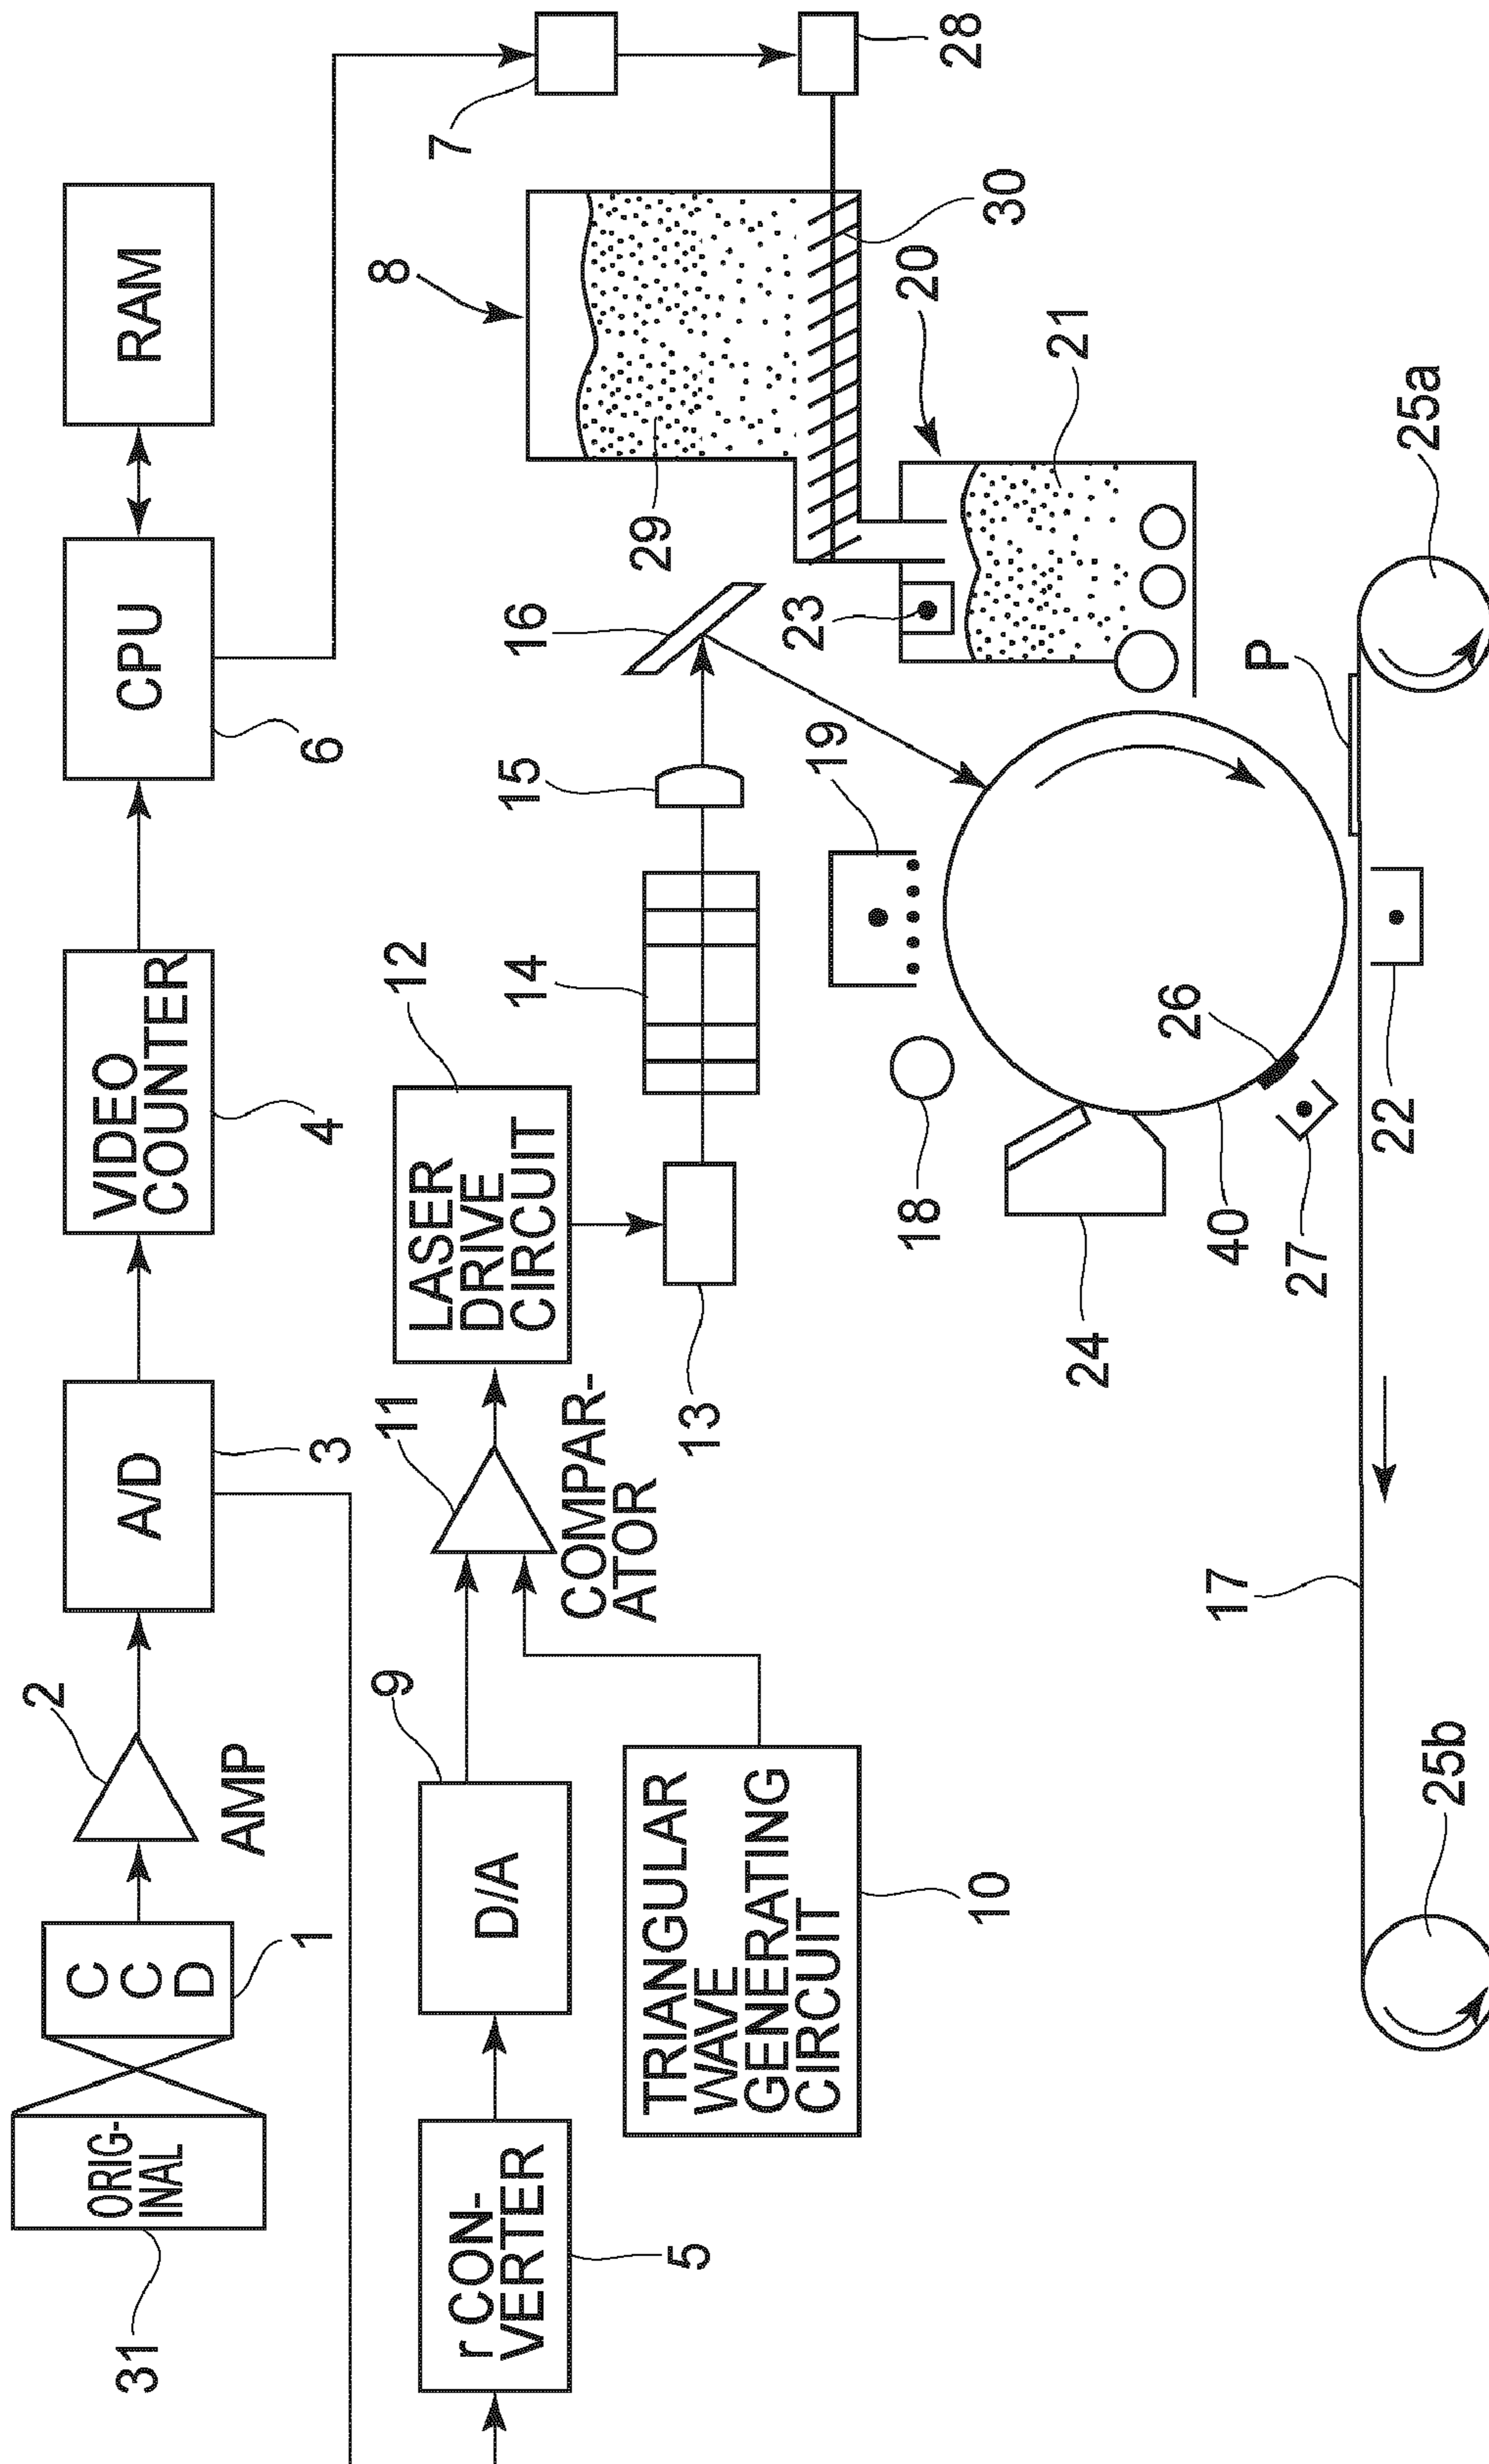 31
ORIG-
INAL
C
C
D
1
2
AMP
A/D
3
VIDEO
COUNTER
4
CPU
6
RAM
7
28
8
29
30
r CON-
VERTER
5
D/A
9
TRIANGULAR
WAVE
GENERATING
CIRCUIT
10
11
COMPAR-
ATOR
LASER
DRIVE
CIRCUIT
12
13
14
15
16
18
19
23
20
21
24
40
26
27
22
P
17
25b
25a